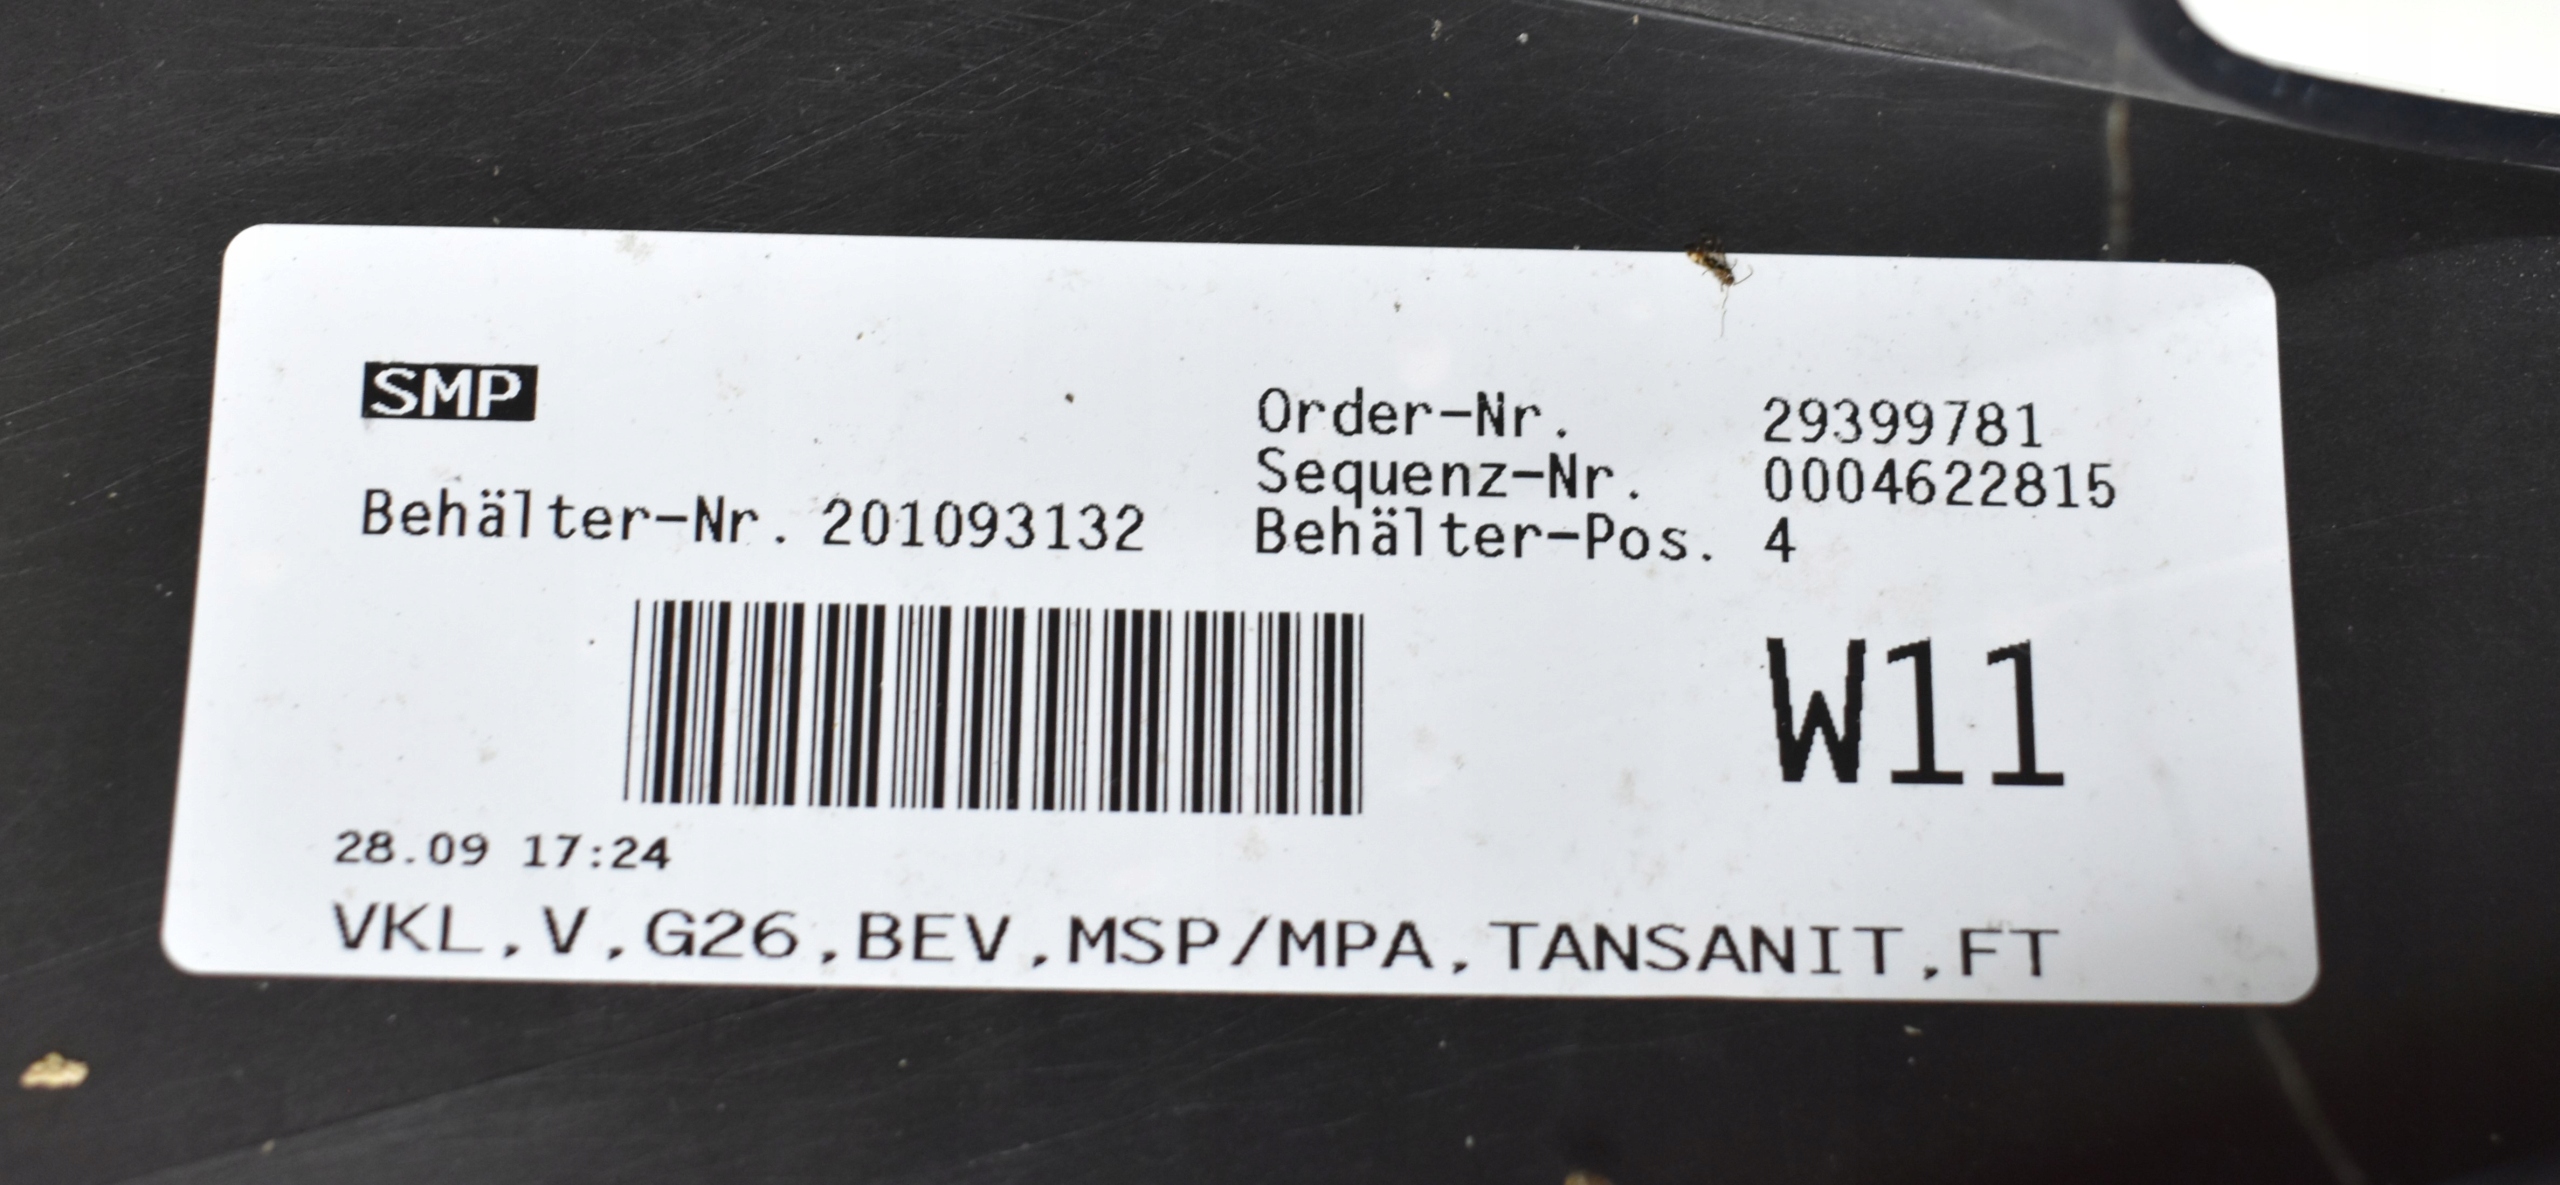 SMP
Behälter-Nr. 201093132
Order-Nr. 29399781
Sequenz-Nr. 0004622815
Behälter-Pos. 4
W11
28.09 17:24
VKL,V,G26,BEV,MSP/MPA,TANSANIT,FT